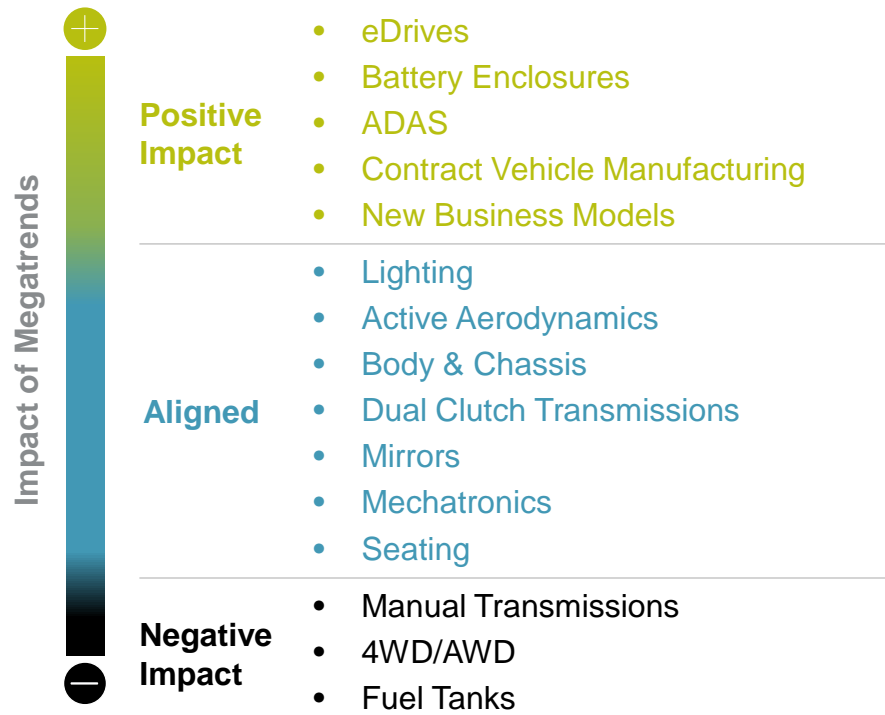 Impact of Megatrends
Positive
Impact
• eDrives
• Battery Enclosures
• ADAS
• Contract Vehicle Manufacturing
• New Business Models
Aligned
• Lighting
• Active Aerodynamics
• Body & Chassis
• Dual Clutch Transmissions
• Mirrors
• Mechatronics
• Seating
Negative
Impact
• Manual Transmissions
• 4WD/AWD
• Fuel Tanks